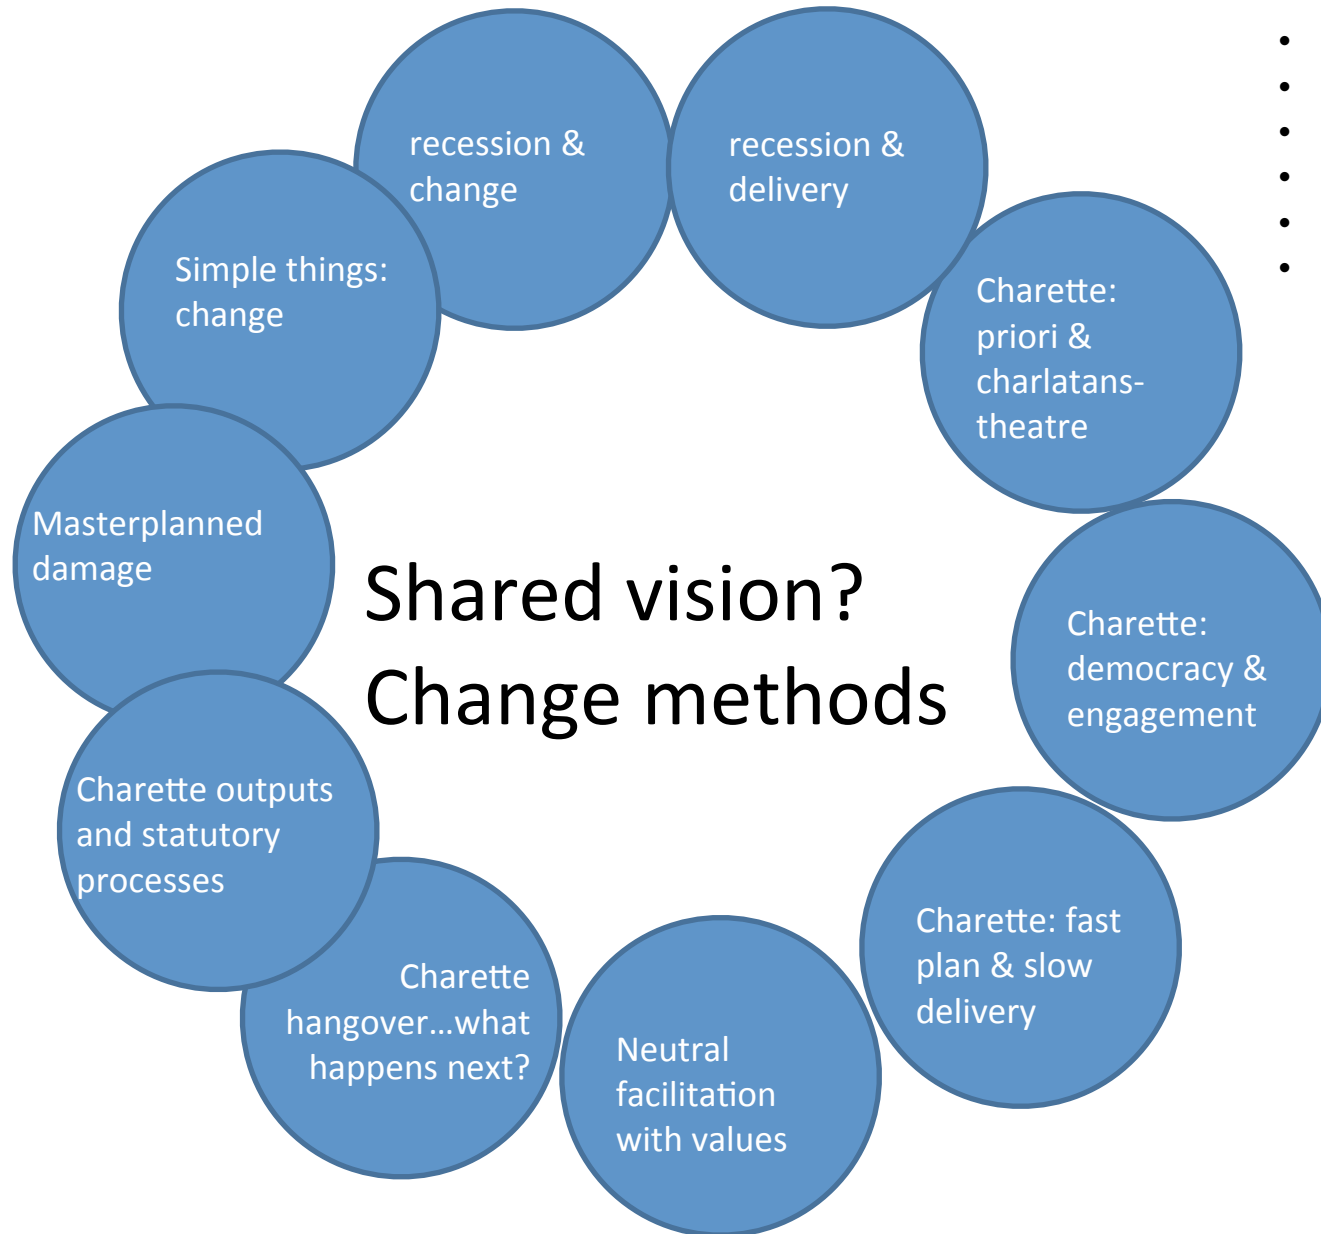 recession &
change
recession &
delivery
Charette:
priori &
charlatans-
theatre
Charette:
democracy &
engagement
Charette: fast
plan & slow
delivery
Neutral
facilitation
with values
Charette
hangover...what
happens next?
Charette outputs
and statutory
processes
Masterplanned
damage
Simple things:
change
Shared vision?
Change methods